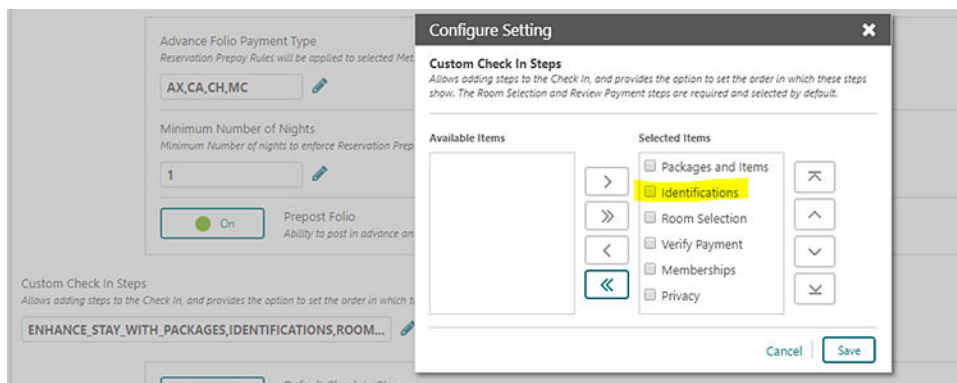 Advance Folio Payment Type
Reservation Prepay Rules will be applied to selected Met
AX,CA,CH,MC
Minimum Number of Nights
Minimum Number of nights to enforce Reservation Prep
1
On
Prepost Folio
Ability to post in advance an
Custom Check In Steps
Allows adding steps to the Check In, and provides the option to set the order in which t
ENHANCE_STAY_WITH_PACKAGES,IDENTIFICATIONS,ROOM...
Default Check In Step
Configure Setting
Custom Check In Steps
Allows adding steps to the Check In, and provides the option to set the order in which these steps
show. The Room Selection and Review Payment steps are required and selected by default.
Available Items
Selected Items
Packages and Items
Identifications
Room Selection
Verify Payment
Memberships
Privacy
Cancel
Save